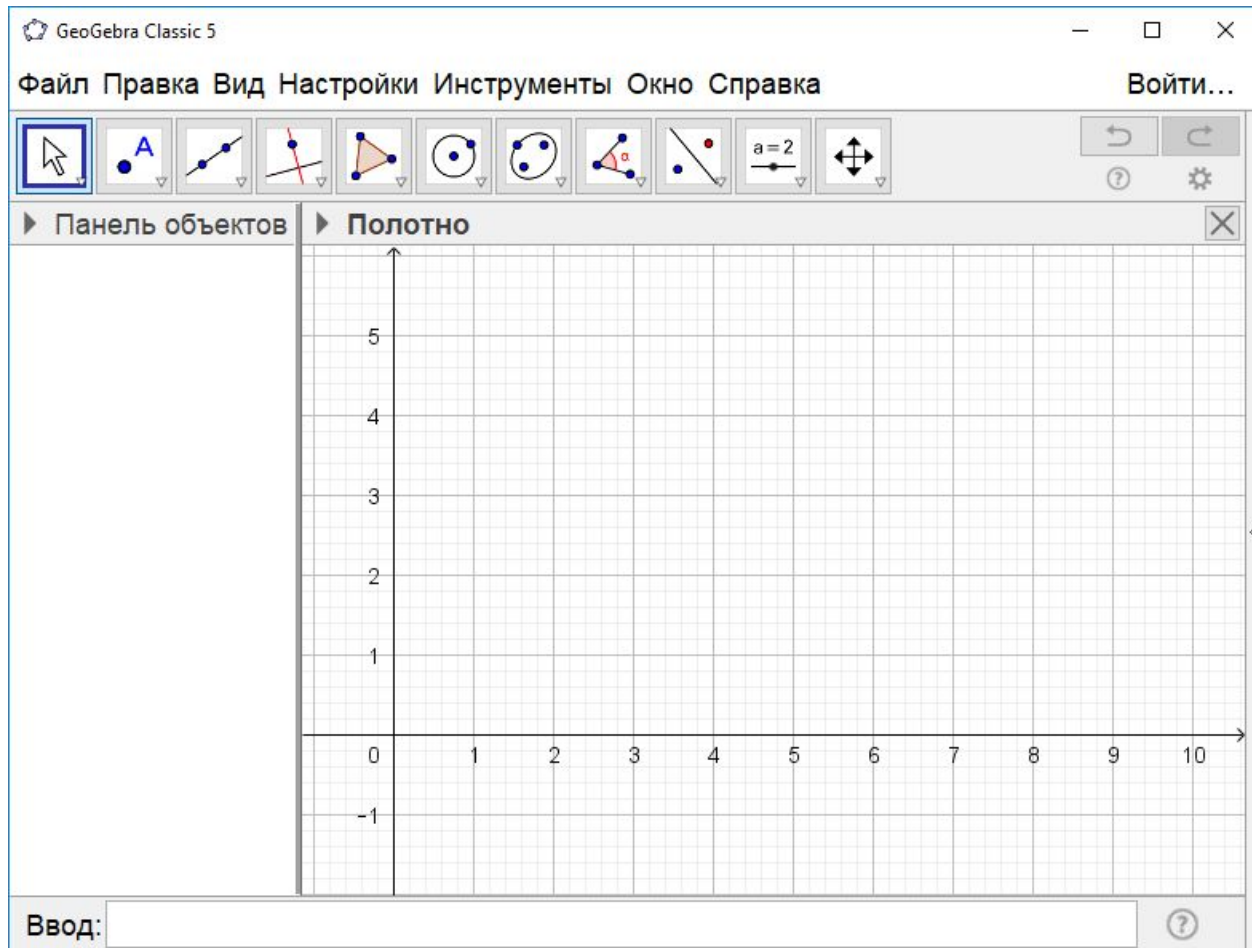 GeoGebra Classic 5
Файл Правка Вид Настройки Инструменты Окно Справка Войти...
A α a = 2
Панель объектов
Полотно
5
4
3
2
1
0 1 2 3 4 5 6 7 8 9 10
-1
Ввод: